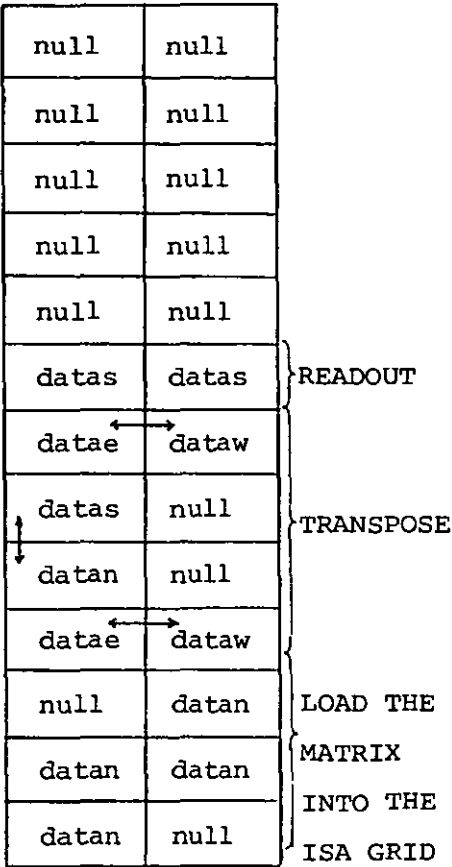 null null
null null
null null
null null
null null
datas datas READOUT
datae dataw
datas null TRANSPOSE
datan null
datae dataw
null datan LOAD THE
MATRIX
datan datan
INTO THE
datan null
ISA GRID